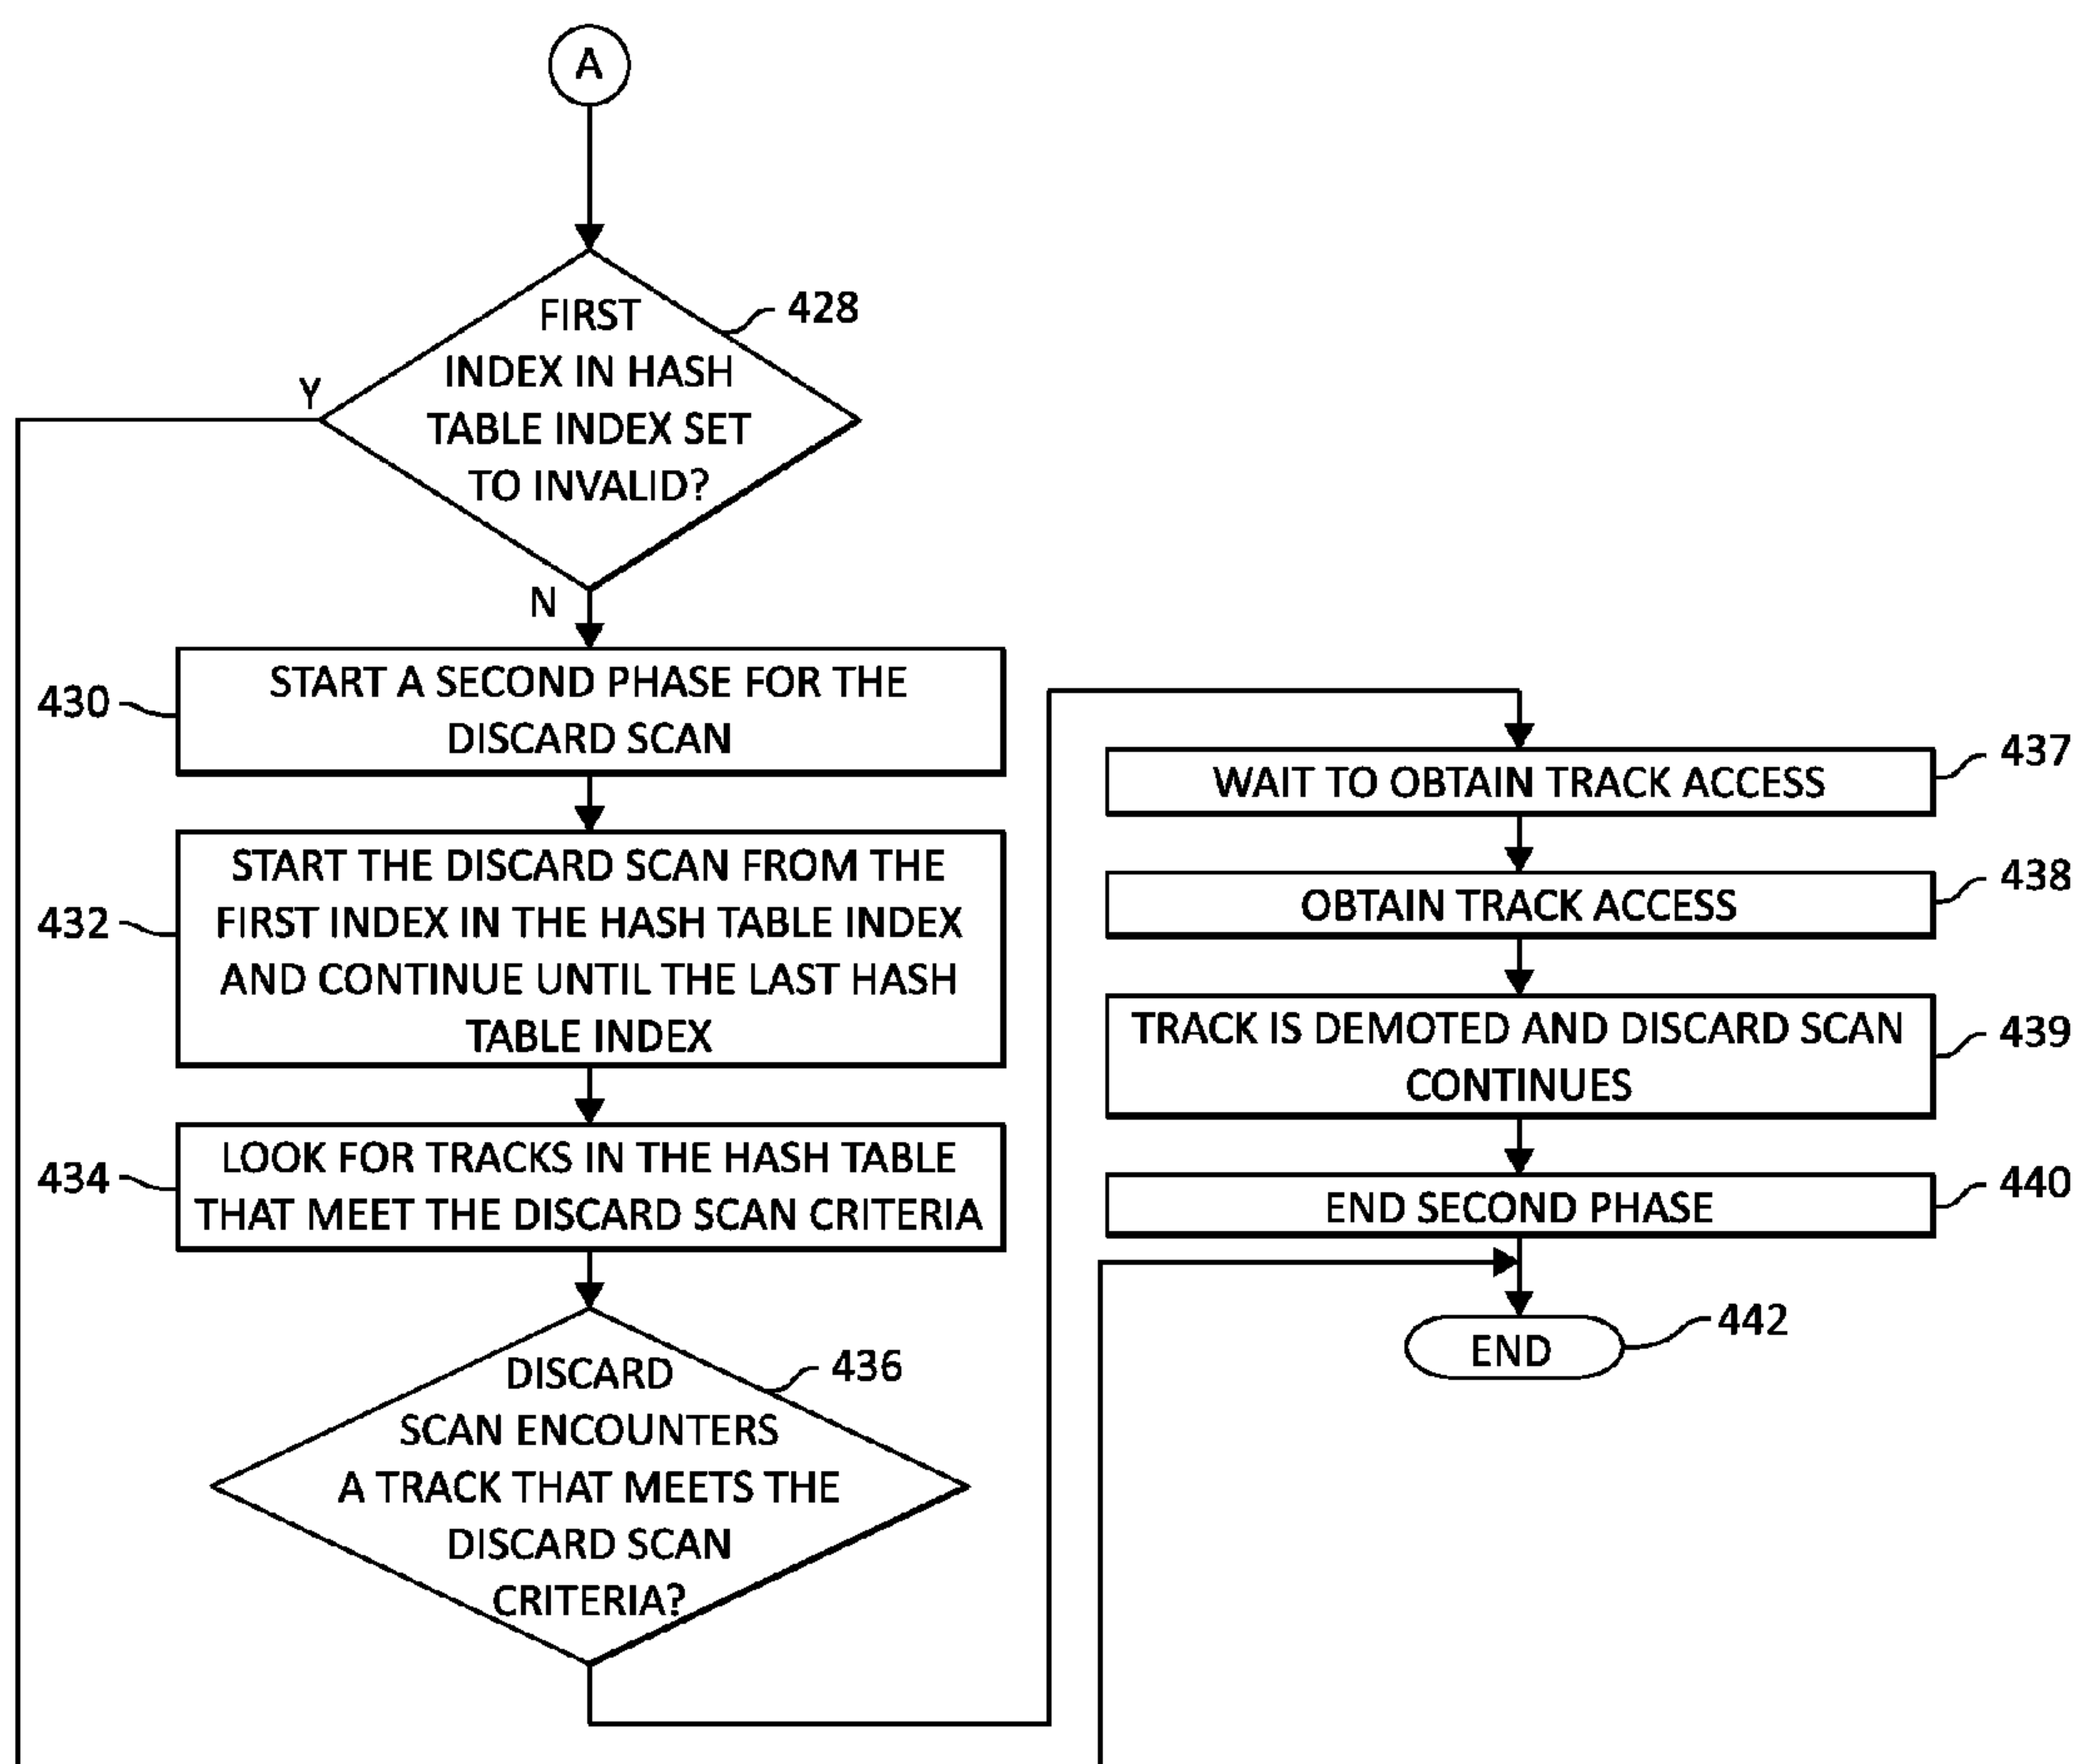 A
FIRST
INDEX IN HASH
TABLE INDEX SET
TO INVALID?
428
Y
N
START A SECOND PHASE FOR THE
DISCARD SCAN
430
START THE DISCARD SCAN FROM THE
FIRST INDEX IN THE HASH TABLE INDEX
AND CONTINUE UNTIL THE LAST HASH
TABLE INDEX
432
LOOK FOR TRACKS IN THE HASH TABLE
THAT MEET THE DISCARD SCAN CRITERIA
434
DISCARD
SCAN ENCOUNTERS
A TRACK THAT MEETS THE
DISCARD SCAN
CRITERIA?
436
WAIT TO OBTAIN TRACK ACCESS
437
OBTAIN TRACK ACCESS
438
TRACK IS DEMOTED AND DISCARD SCAN
CONTINUES
439
END SECOND PHASE
440
END
442